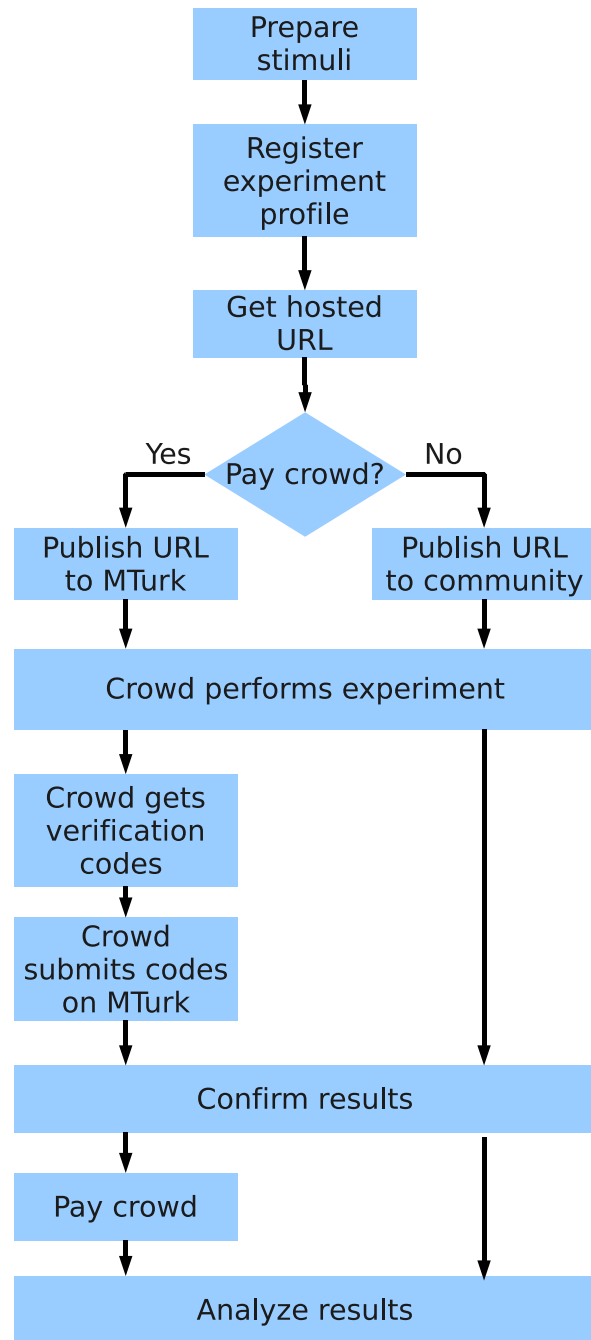 Prepare
stimuli
Register
experiment
profile
Get hosted
URL
Yes
Pay crowd?
No
Publish URL
to MTurk
Publish URL
to community
Crowd performs experiment
Crowd gets
verification
codes
Crowd
submits codes
on MTurk
Confirm results
Pay crowd
Analyze results